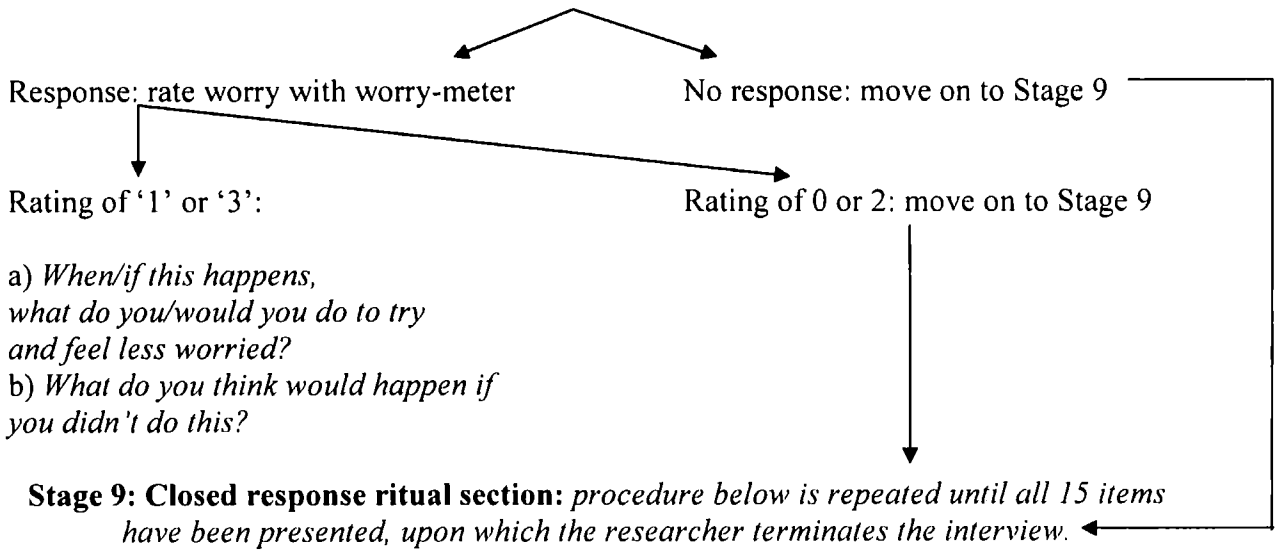 Response: rate worry with worry-meter
No response: move on to Stage 9
Rating of ‘1’ or ‘3’:
Rating of 0 or 2: move on to Stage 9
a) When/if this happens,
what do you/would you do to try
and feel less worried?
b) What do you think would happen if
you didn't do this?
Stage 9: Closed response ritual section: procedure below is repeated until all 15 items
have been presented, upon which the researcher terminates the interview.